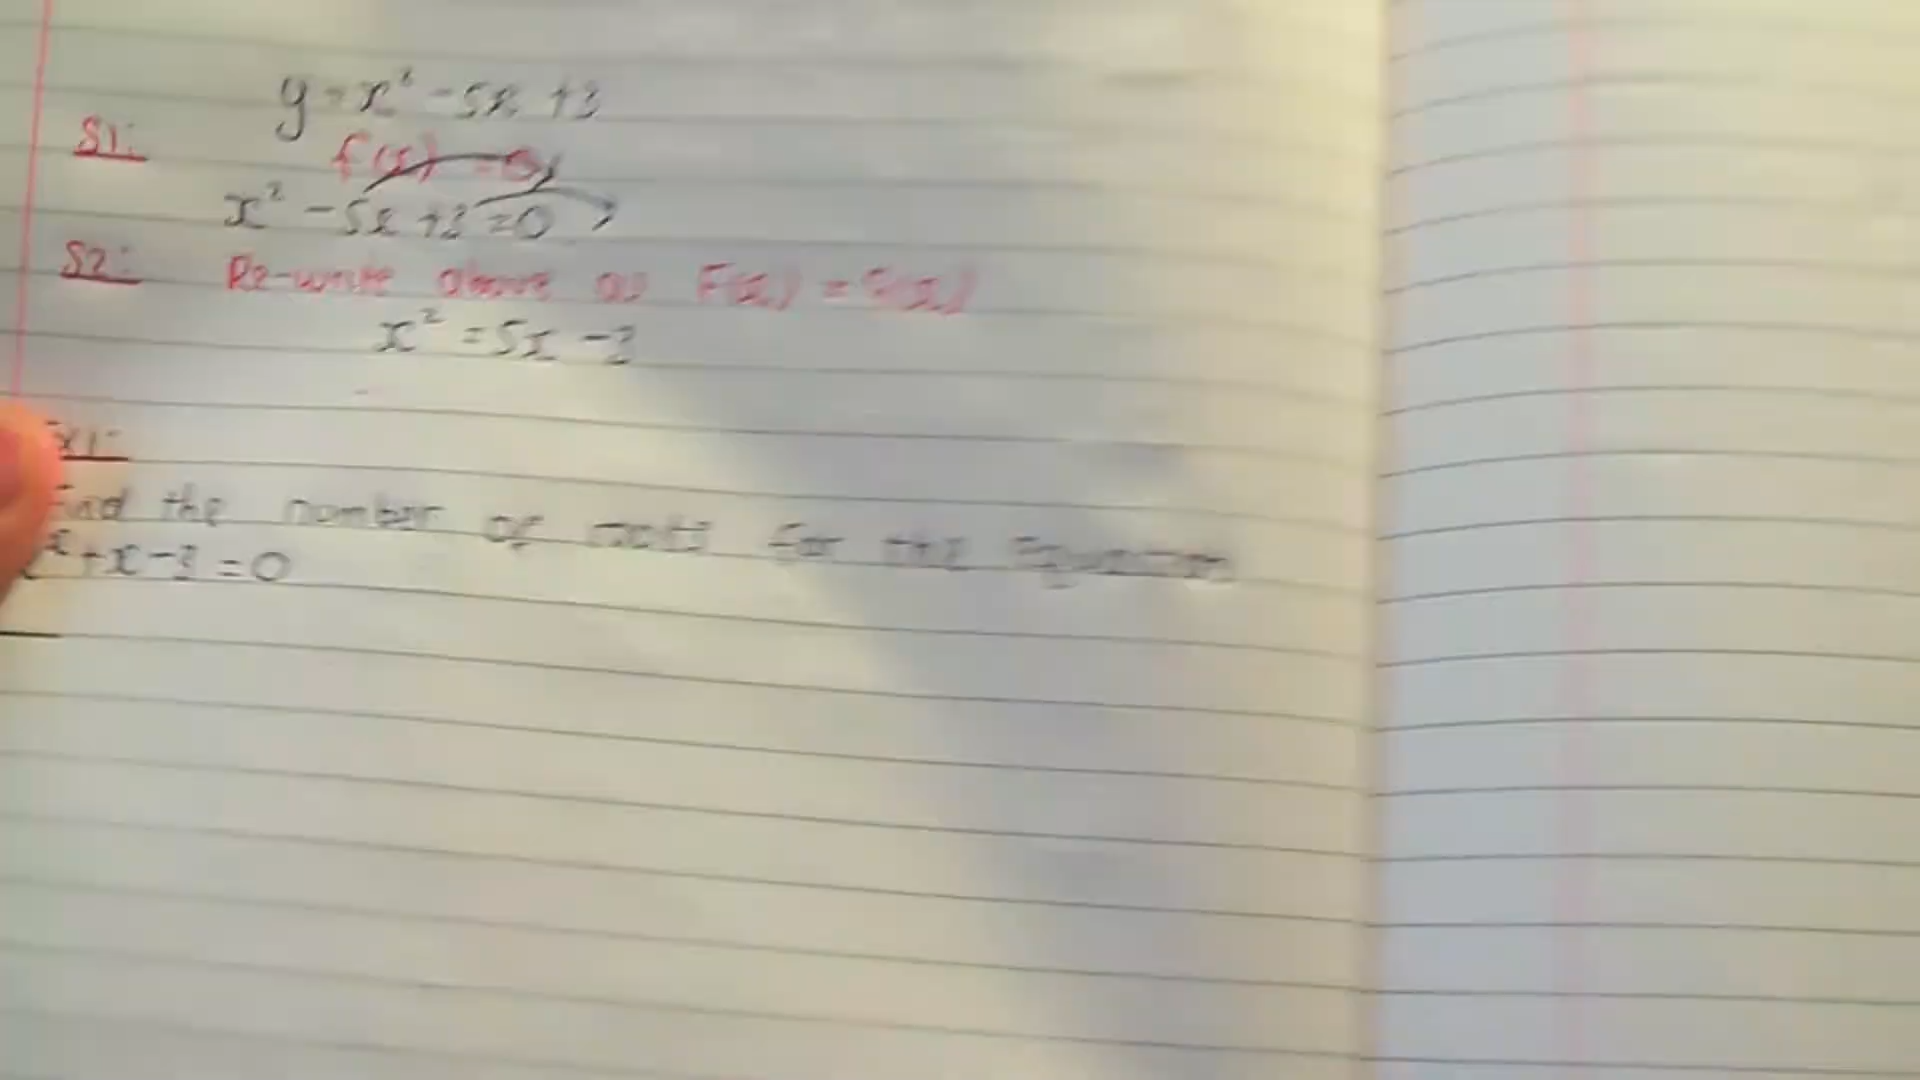 y = x² - 5x + 3
S1:
f(x) = 0
x² - 5x + 3 = 0
S2: Re-write above as F(x) = G(x)
x² = 5x - 3
Ex1:
Find the number of roots for the Equation
+ x - 3 = 0